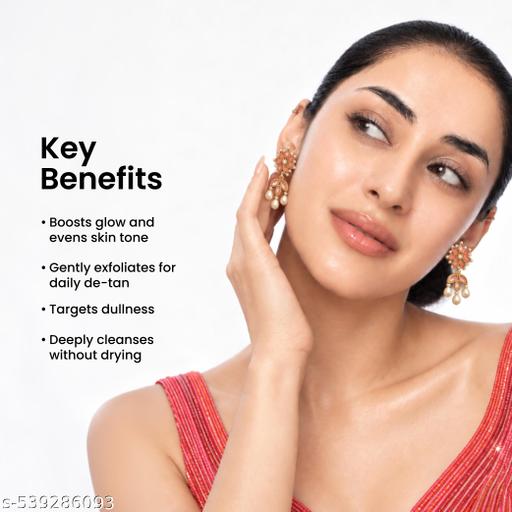 Key
Benefits
• Boosts glow and
evens skin tone
• Gently exfoliates for
daily de-tan
• Targets dullness
• Deeply cleanses
without drying
s-539286093